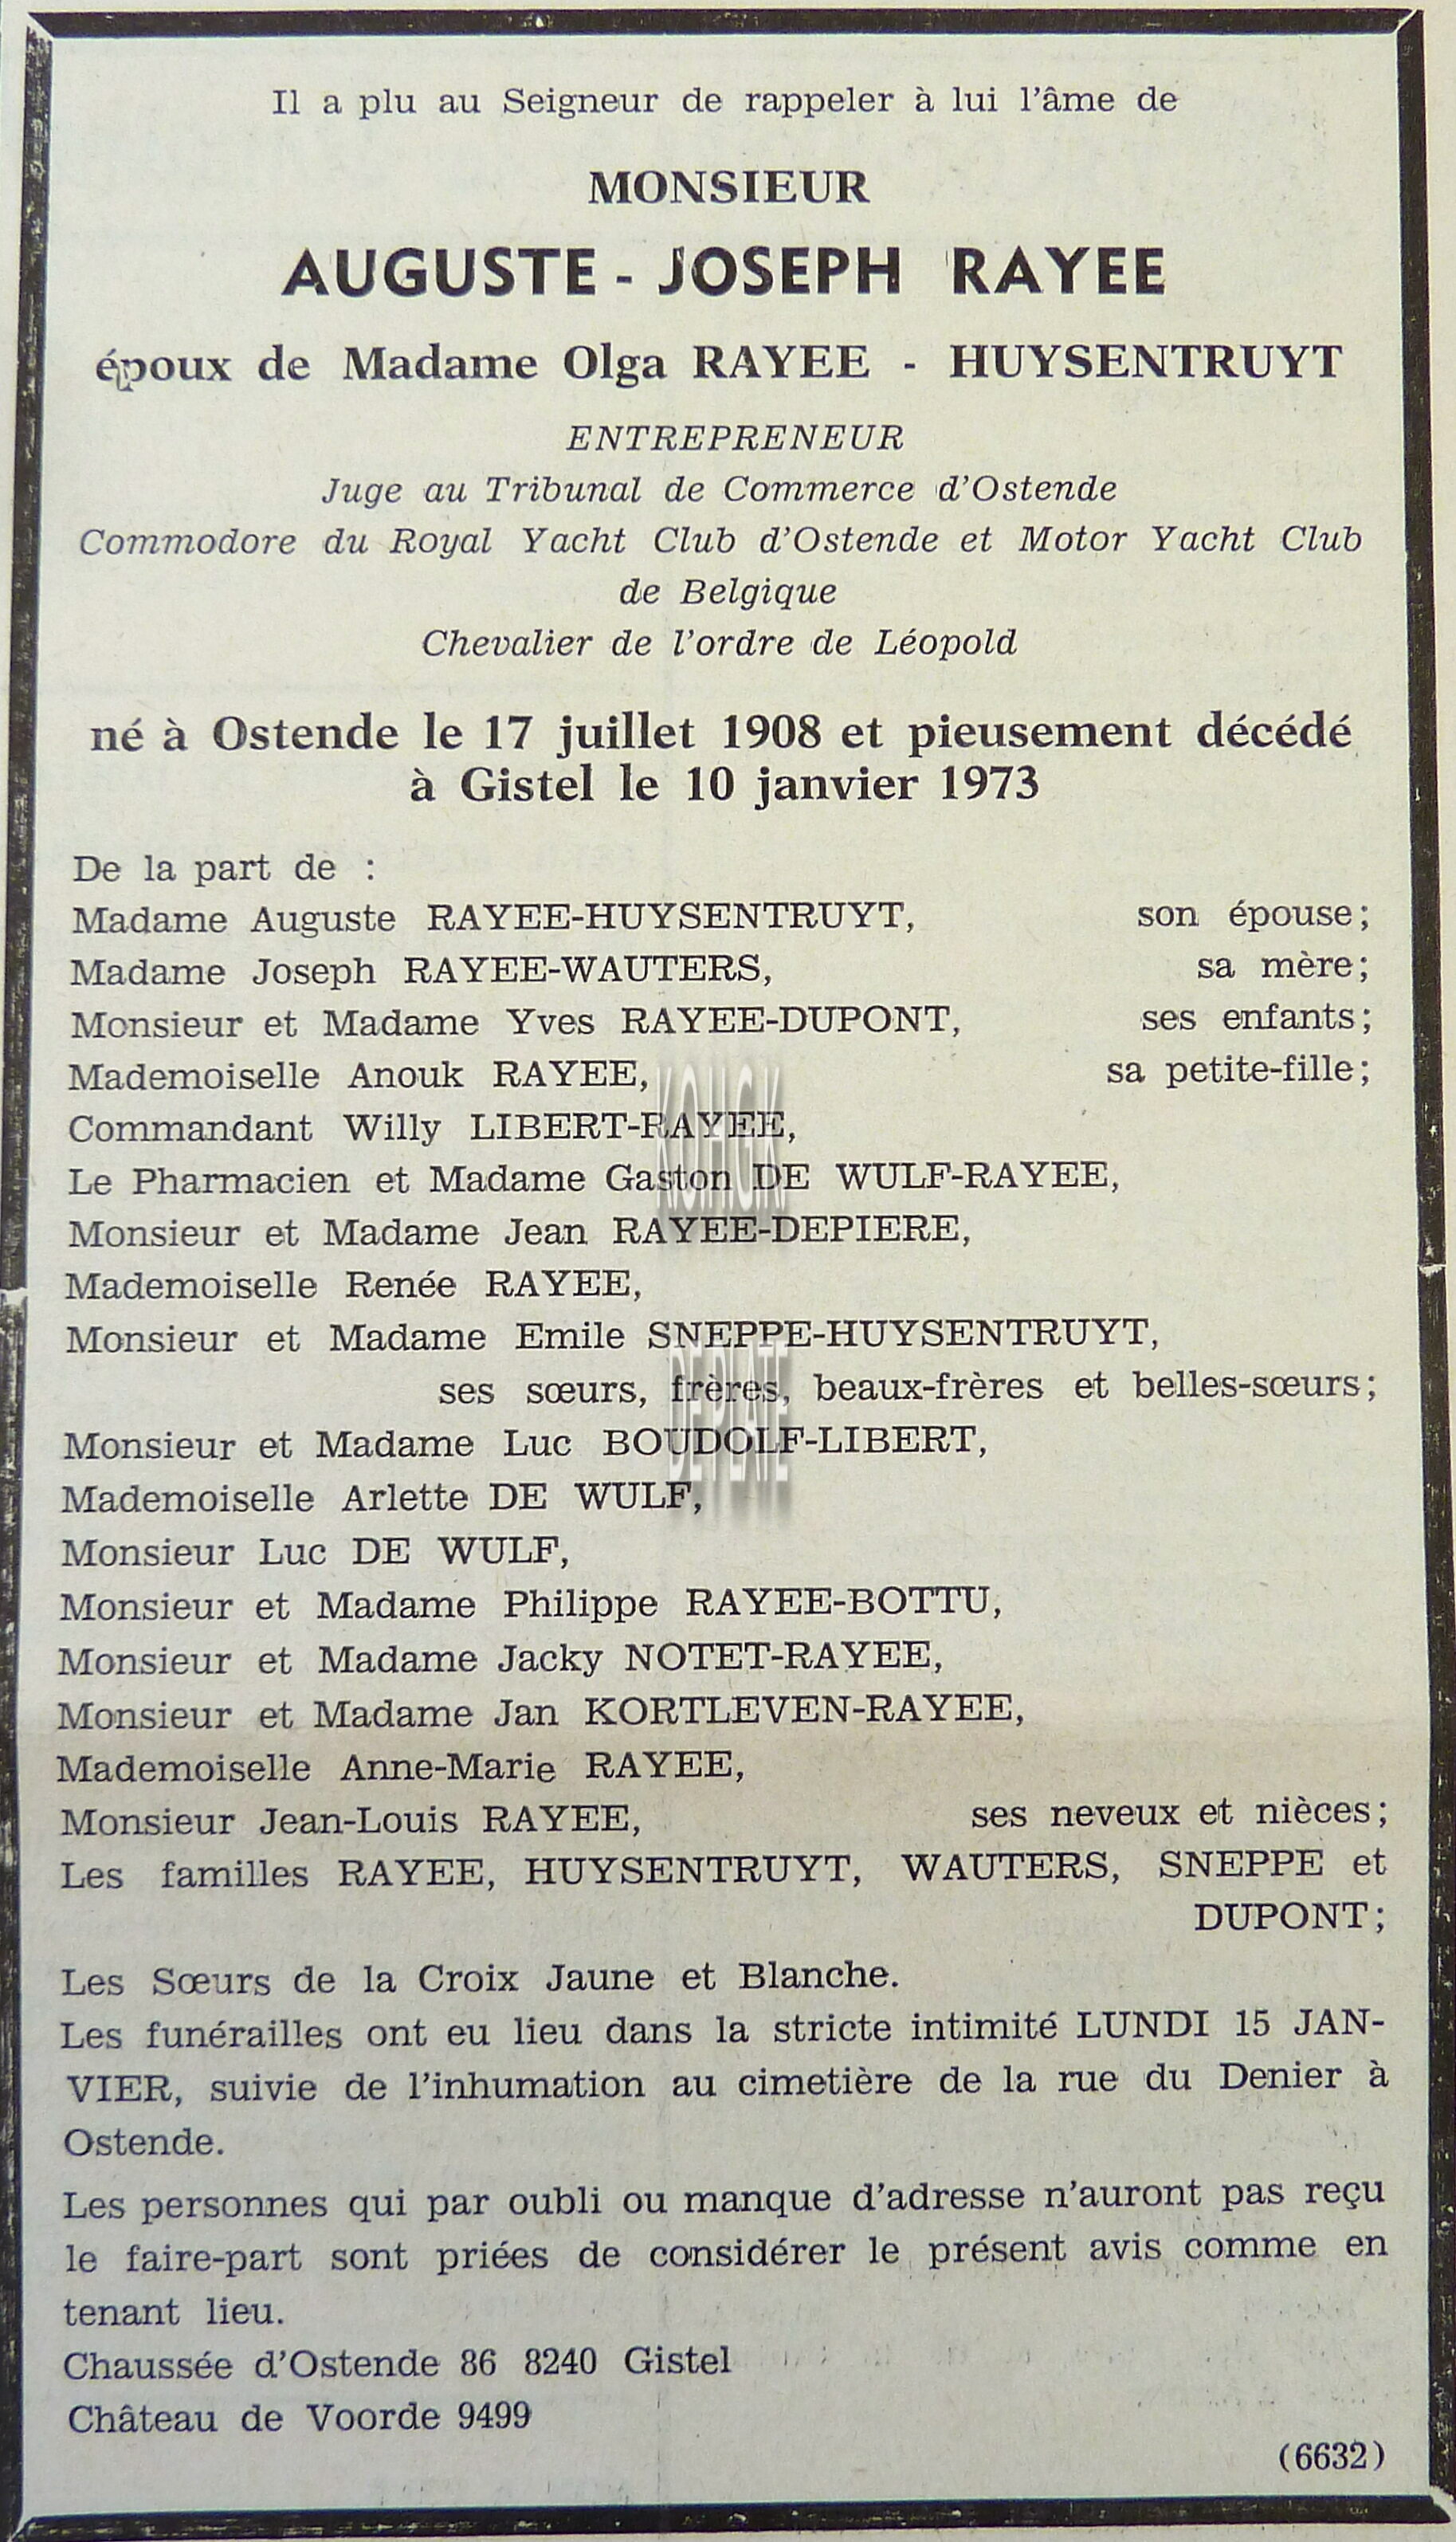 Il a plu au Seigneur de rappeler à lui l'âme de
MONSIEUR
AUGUSTE - JOSEPH RAYEE
époux de Madame Olga RAYEE - HUYSENTRUYT
ENTREPRENEUR
Juge au Tribunal de Commerce d'Ostende
Commodore du Royal Yacht Club d'Ostende et Motor Yacht Club
de Belgique
Chevalier de l'ordre de Léopold
né à Ostende le 17 juillet 1908 et pieusement décédé
à Gistel le 10 janvier 1973
De la part de :
Madame Auguste RAYEE-HUYSENTRUYT, son épouse;
Madame Joseph RAYEE-WAUTERS, sa mère;
Monsieur et Madame Yves RAYEE-DUPONT, ses enfants;
Mademoiselle Anouk RAYEE, sa petite-fille;
KOHGK
Commandant Willy LIBERT-RAYEE,
Le Pharmacien et Madame Gaston DE WULF-RAYEE,
Monsieur et Madame Jean RAYEE-DEPIERE,
Mademoiselle Renée RAYEE,
Monsieur et Madame Emile SNEPPE-HUYSENTRUYT,
ses sœurs, frères, beaux-frères et belles-sœurs;
DE PLATE
Monsieur et Madame Luc BOUDOLF-LIBERT,
Mademoiselle Arlette DE WULF,
Monsieur Luc DE WULF,
Monsieur et Madame Philippe RAYEE-BOTTU,
Monsieur et Madame Jacky NOTET-RAYEE,
Monsieur et Madame Jan KORTLEVEN-RAYEE,
Mademoiselle Anne-Marie RAYEE,
Monsieur Jean-Louis RAYEE, ses neveux et nièces;
Les familles RAYEE, HUYSENTRUYT, WAUTERS, SNEPPE et
DUPONT;
Les Sœurs de la Croix Jaune et Blanche.
Les funérailles ont eu lieu dans la stricte intimité LUNDI 15 JAN-
VIER, suivie de l'inhumation au cimetière de la rue du Denier à
Ostende.
Les personnes qui par oubli ou manque d'adresse n'auront pas reçu
le faire-part sont priées de considérer le présent avis comme en
tenant lieu.
Chaussée d'Ostende 86 8240 Gistel
Château de Voorde 9499
(6632)